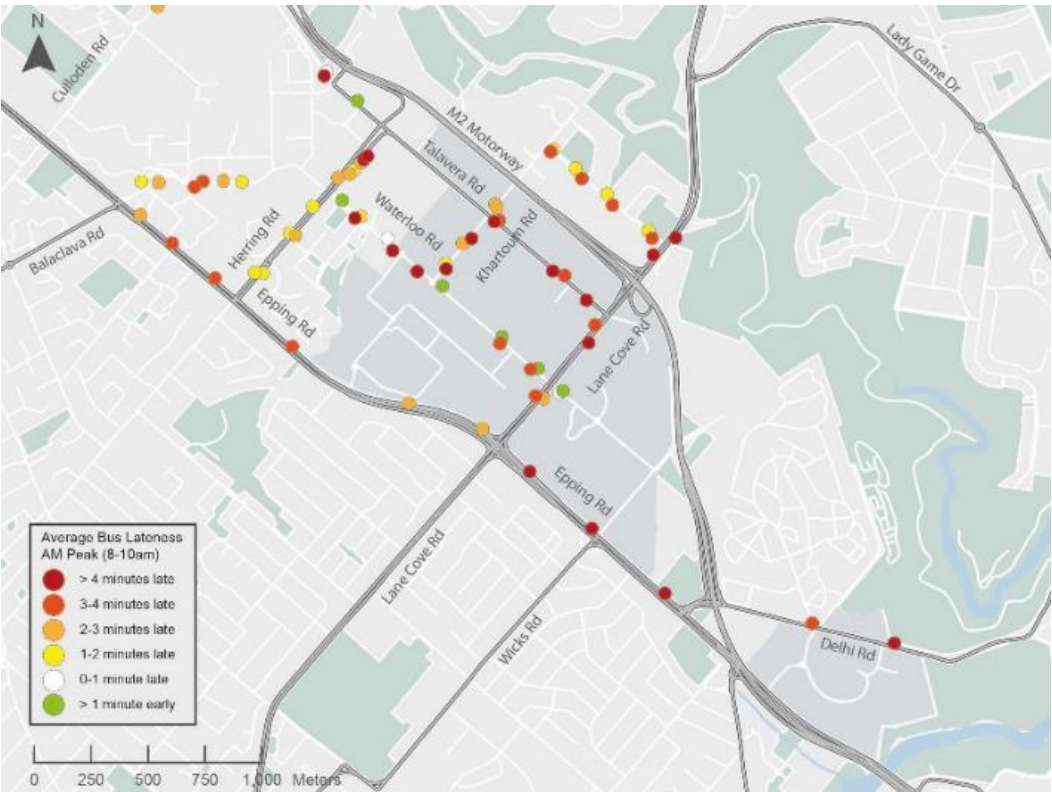 N
Culloden Rd
Lady Game Dr
M2 Motorway
Talavera Rd
Waterloo Rd
Khartoum Rd
Herring Rd
Balaclava Rd
Epping Rd
Lane Cove Rd
Epping Rd
Lane Cove Rd
Wicks Rd
Delhi Rd
Average Bus Lateness
AM Peak (8-10am)
> 4 minutes late
3-4 minutes late
2-3 minutes late
1-2 minutes late
0-1 minute late
> 1 minute early
0 250 500 750 1,000 Meters